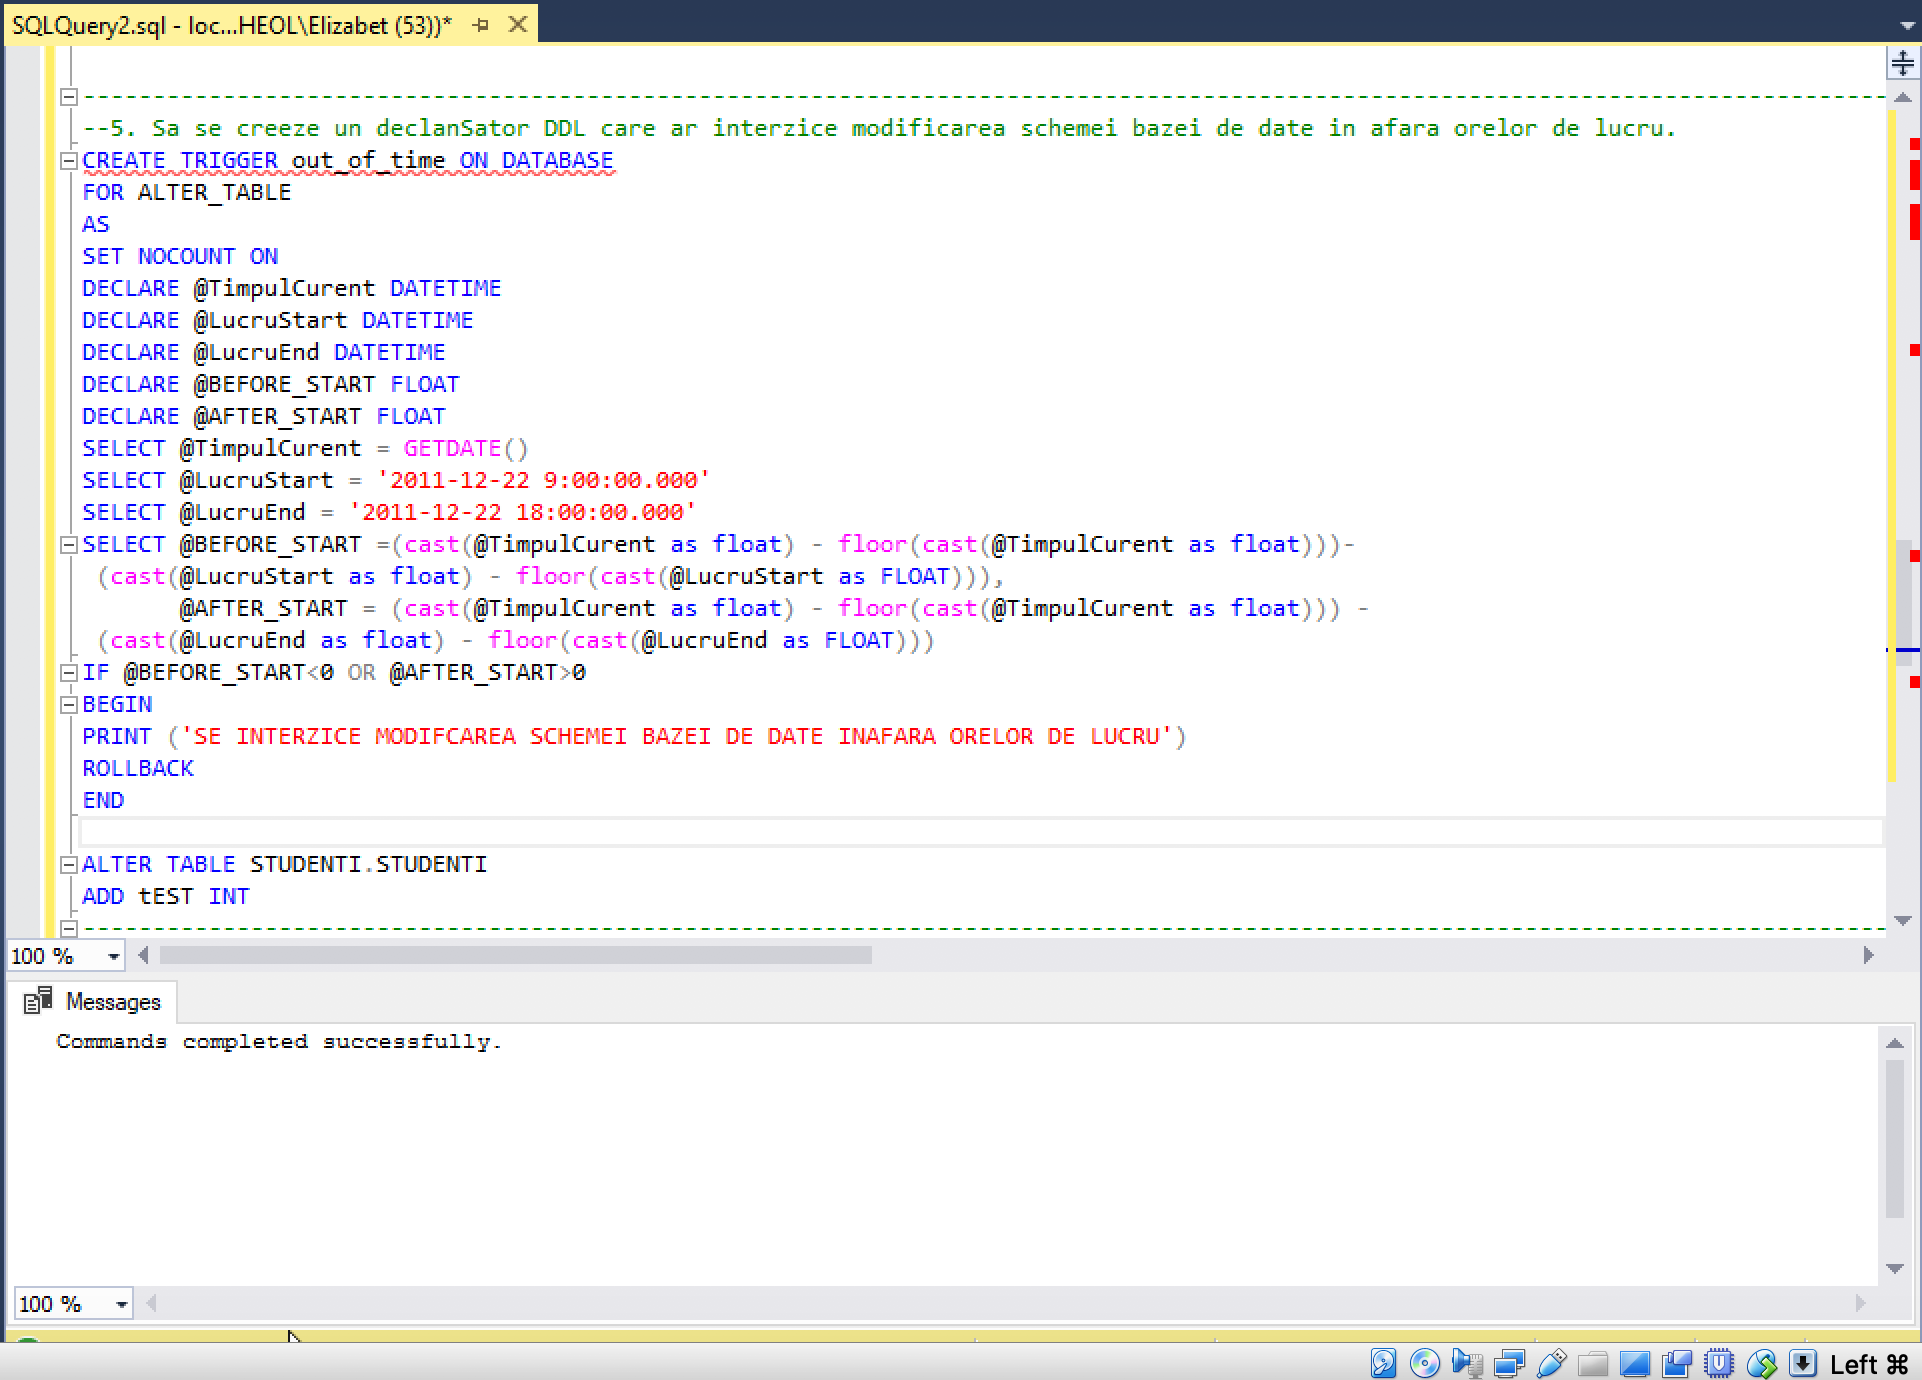 SQLQuery2.sql - loc...HEOL\Elizabet (53))*
--5. Sa se creeze un declanSator DDL care ar interzice modificarea schemei bazei de date in afara orelor de lucru.
CREATE TRIGGER out_of_time ON DATABASE
FOR ALTER_TABLE
AS
SET NOCOUNT ON
DECLARE @TimpulCurent DATETIME
DECLARE @LucruStart DATETIME
DECLARE @LucruEnd DATETIME
DECLARE @BEFORE_START FLOAT
DECLARE @AFTER_START FLOAT
SELECT @TimpulCurent = GETDATE()
SELECT @LucruStart = '2011-12-22 9:00:00.000'
SELECT @LucruEnd = '2011-12-22 18:00:00.000'
SELECT @BEFORE_START =(cast(@TimpulCurent as float) - floor(cast(@TimpulCurent as float)))-
(cast(@LucruStart as float) - floor(cast(@LucruStart as FLOAT))),
@AFTER_START = (cast(@TimpulCurent as float) - floor(cast(@TimpulCurent as float))) -
(cast(@LucruEnd as float) - floor(cast(@LucruEnd as FLOAT)))
IF @BEFORE_START<0 OR @AFTER_START>0
BEGIN
PRINT ('SE INTERZICE MODIFCAREA SCHEMEI BAZEI DE DATE INAFARA ORELOR DE LUCRU')
ROLLBACK
END
ALTER TABLE STUDENTI.STUDENTI
ADD tEST INT
100 %
Messages
Commands completed successfully.
100 %
Left ⌘